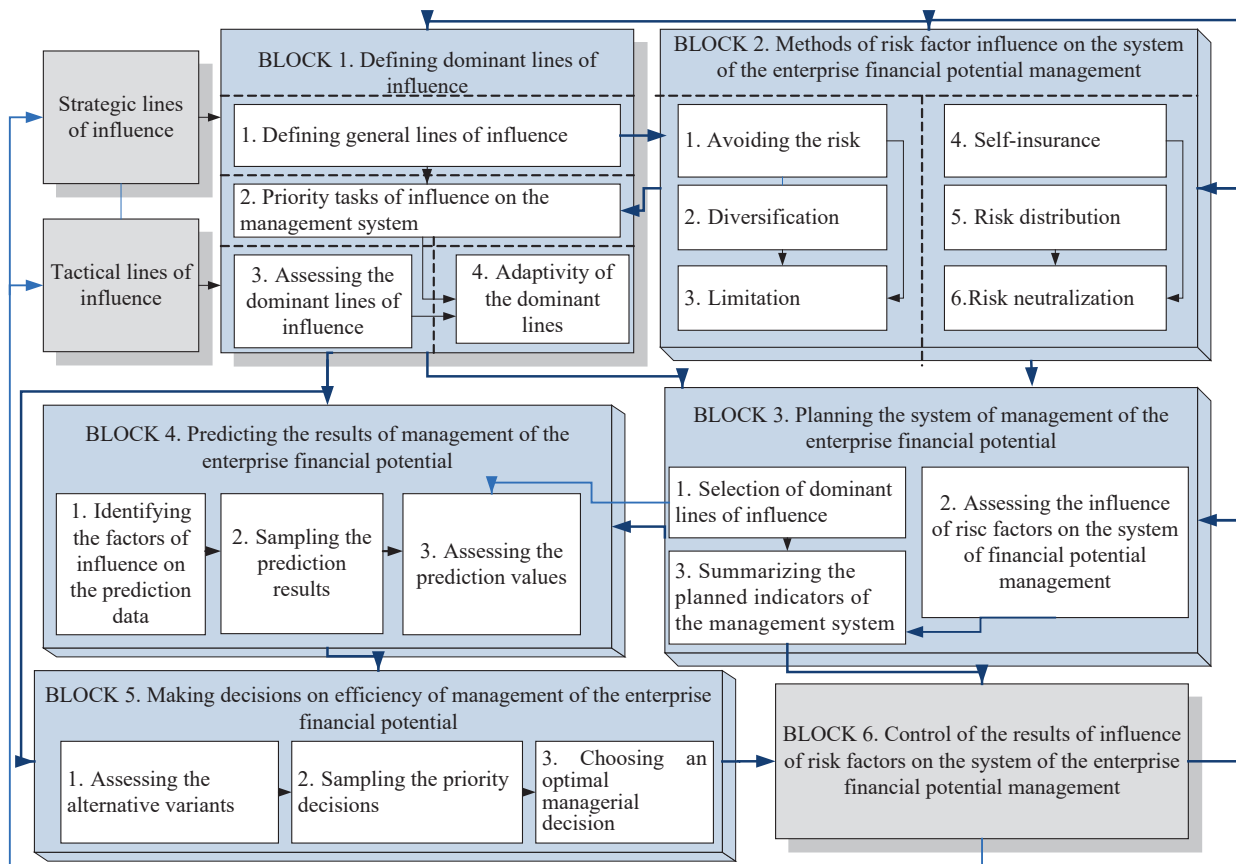 Strategic lines
of influence
Tactical lines of
influence
BLOCK 1. Defining dominant lines of
influence
1. Defining general lines of influence
2. Priority tasks of influence on the
management system
3. Assessing the
dominant lines of
influence
4. Adaptivity of
the dominant
lines
BLOCK 2. Methods of risk factor influence on the system
of the enterprise financial potential management
1. Avoiding the risk
2. Diversification
3. Limitation
4. Self-insurance
5. Risk distribution
6.Risk neutralization
BLOCK 3. Planning the system of management of the
enterprise financial potential
1. Selection of dominant
lines of influence
2. Assessing the influence
of risc factors on the system
of financial potential
management
3. Summarizing the
planned indicators of
the management system
BLOCK 4. Predicting the results of management of the
enterprise financial potential
1. Identifying
the factors of
influence on
the prediction
data
2. Sampling the
prediction
results
3. Assessing the
prediction values
BLOCK 5. Making decisions on efficiency of management of the enterprise
financial potential
1. Assessing the
alternative variants
2. Sampling the priority
decisions
3. Choosing an
optimal
managerial
decision
BLOCK 6. Control of the results of influence
of risk factors on the system of the enterprise
financial potential management